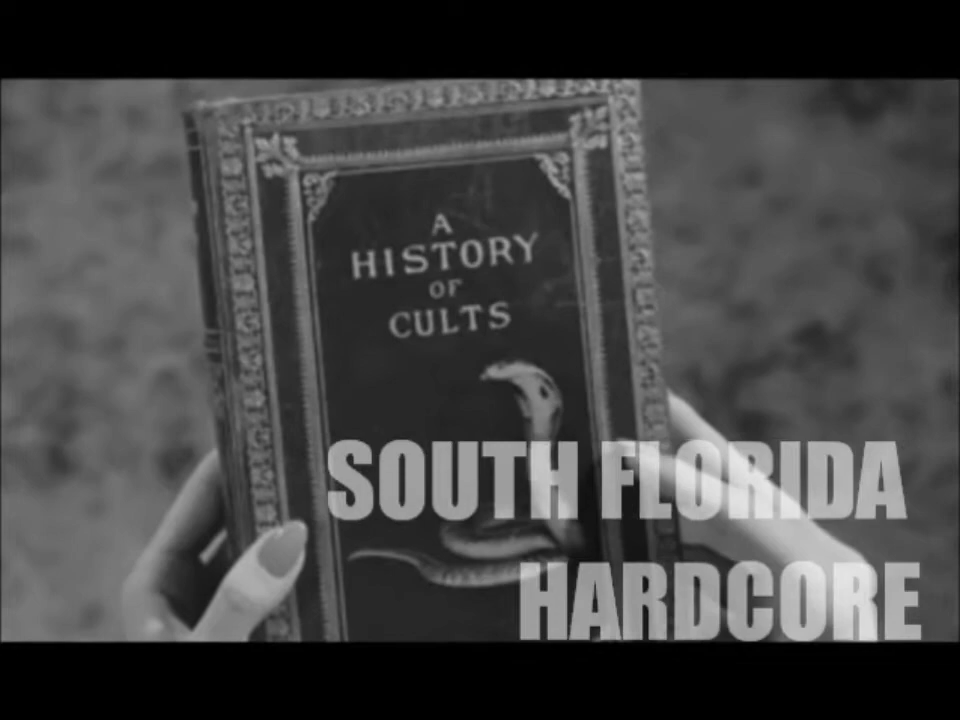 A
HISTORY
OF
CULTS
SOUTH FLORIDA
HARDCORE